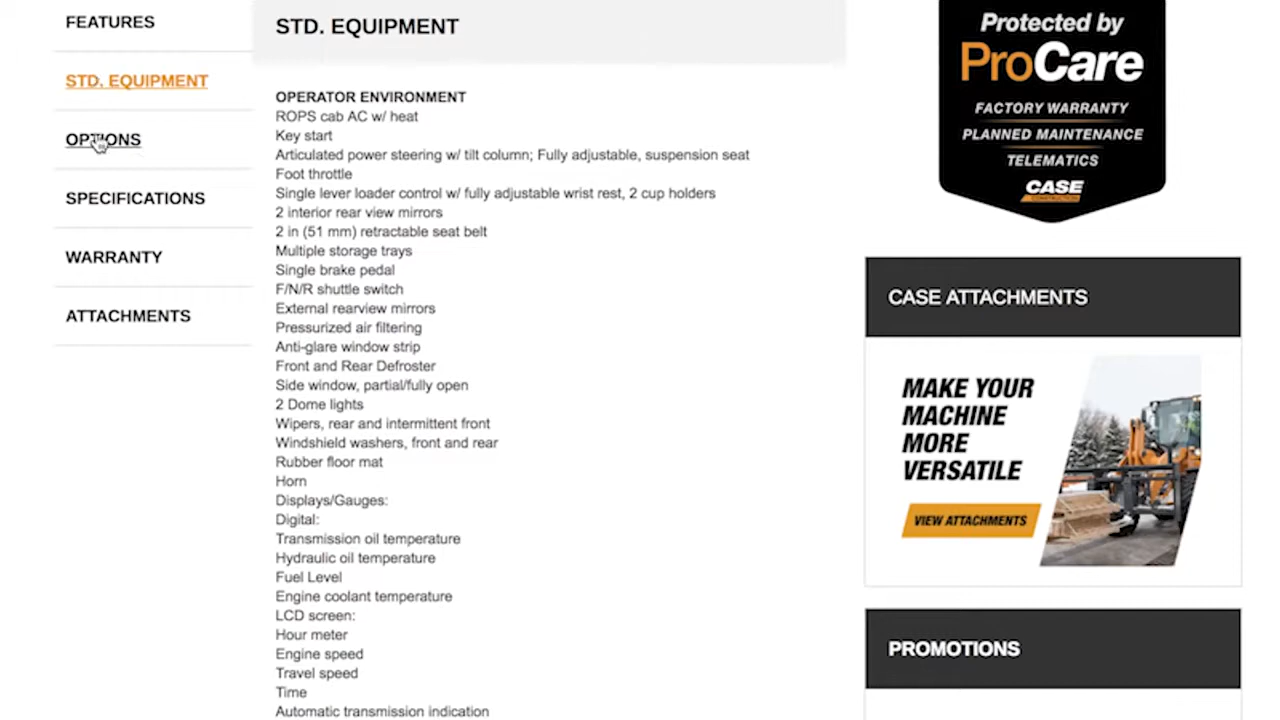 FEATURES
STD. EQUIPMENT
OPTIONS
SPECIFICATIONS
WARRANTY
ATTACHMENTS
STD. EQUIPMENT
OPERATOR ENVIRONMENT
ROPS cab AC w/ heat
Key start
Articulated power steering w/ tilt column; Fully adjustable, suspension seat
Foot throttle
Single lever loader control w/ fully adjustable wrist rest, 2 cup holders
2 interior rear view mirrors
2 in (51 mm) retractable seat belt
Multiple storage trays
Single brake pedal
F/N/R shuttle switch
External rearview mirrors
Pressurized air filtering
Anti-glare window strip
Front and Rear Defroster
Side window, partial/fully open
2 Dome lights
Wipers, rear and intermittent front
Windshield washers, front and rear
Rubber floor mat
Horn
Displays/Gauges:
Digital:
Transmission oil temperature
Hydraulic oil temperature
Fuel Level
Engine coolant temperature
LCD screen:
Hour meter
Engine speed
Travel speed
Time
Automatic transmission indication
Protected by
ProCare
FACTORY WARRANTY
PLANNED MAINTENANCE
TELEMATICS
CASE
CONSTRUCTION
CASE ATTACHMENTS
MAKE YOUR
MACHINE
MORE
VERSATILE
VIEW ATTACHMENTS
PROMOTIONS